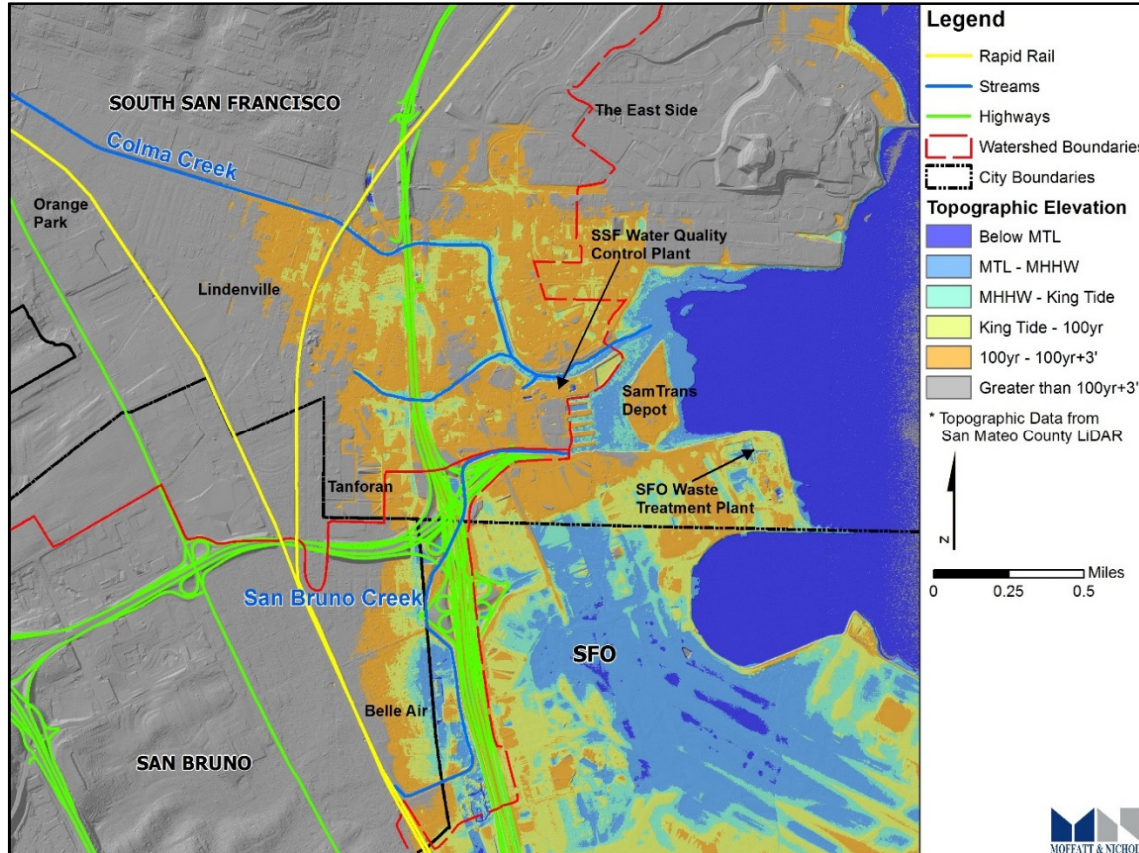 SOUTH SAN FRANCISCO
The East Side
Colma Creek
Orange
Park
SSF Water Quality
Control Plant
Lindenville
SamTrans
Depot
Tanforan
SFO Waste
Treatment Plant
San Bruno Creek
SFO
Belle Air
SAN BRUNO
Legend
Rapid Rail
Streams
Highways
Watershed Boundaries
City Boundaries
Topographic Elevation
Below MTL
MTL - MHHW
MHHW - King Tide
King Tide - 100yr
100yr - 100yr+3'
Greater than 100yr+3'
* Topographic Data from
San Mateo County LiDAR
N
Miles
0 0.25 0.5
MOFFATT & NICHOL